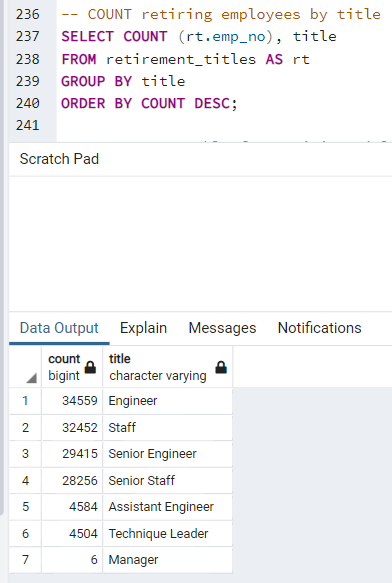 236 -- COUNT retiring employees by title
237 SELECT COUNT (rt.emp_no), title
238 FROM retirement_titles AS rt
239 GROUP BY title
240 ORDER BY COUNT DESC;
241
Scratch Pad
Data Output Explain Messages Notifications
count title
bigint character varying
1 34559 Engineer
2 32452 Staff
3 29415 Senior Engineer
4 28256 Senior Staff
5 4584 Assistant Engineer
6 4504 Technique Leader
7 6 Manager